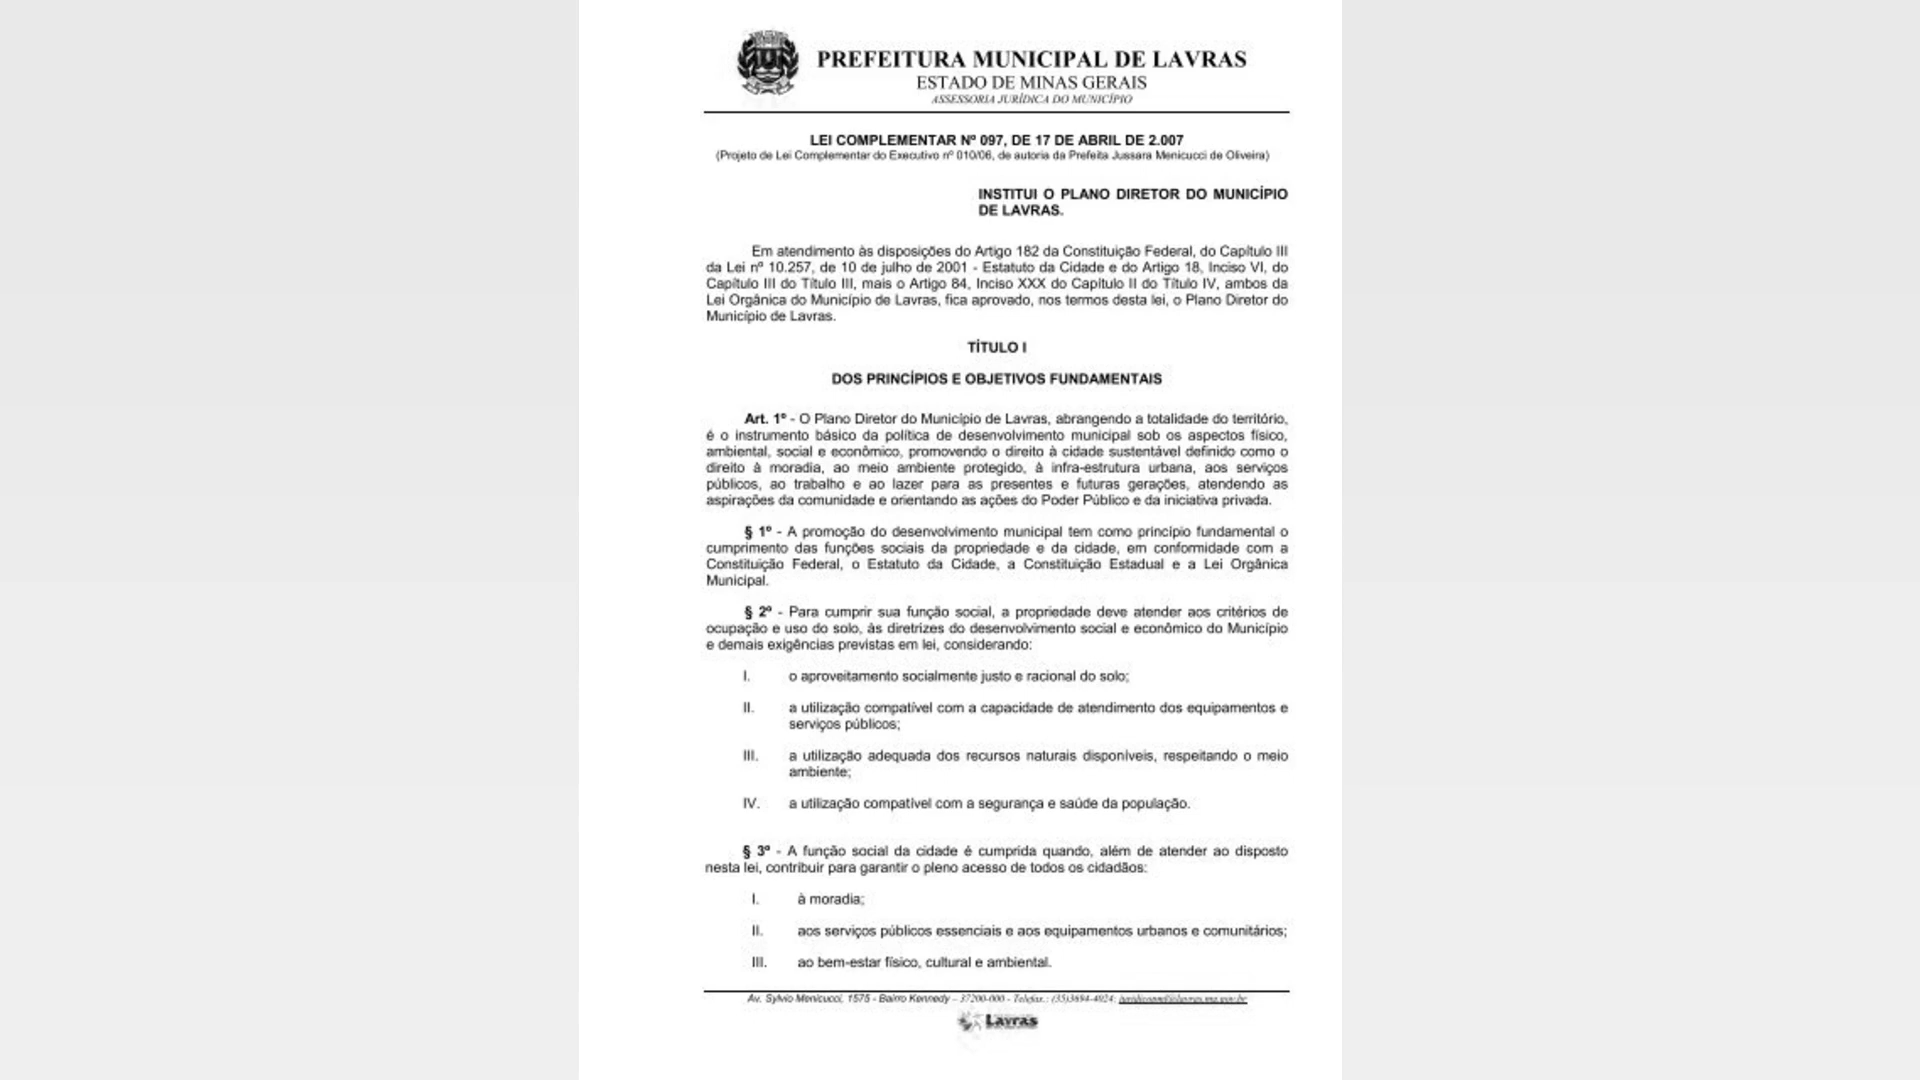 PREFEITURA MUNICIPAL DE LAVRAS
ESTADO DE MINAS GERAIS
ASSESSORIA JURÍDICA DO MUNICÍPIO
LEI COMPLEMENTAR Nº 097, DE 17 DE ABRIL DE 2.007
(Projeto de Lei Complementar do Executivo nº 010/06, de autoria da Prefeita Jussara Menicucci de Oliveira)
INSTITUI O PLANO DIRETOR DO MUNICÍPIO
DE LAVRAS.
Em atendimento às disposições do Artigo 182 da Constituição Federal, do Capítulo III
da Lei nº 10.257, de 10 de julho de 2001 - Estatuto da Cidade e do Artigo 18, Inciso VI, do
Capítulo III do Título III, mais o Artigo 84, Inciso XXX do Capítulo II do Título IV, ambos da
Lei Orgânica do Município de Lavras, fica aprovado, nos termos desta lei, o Plano Diretor do
Município de Lavras.
TÍTULO I
DOS PRINCÍPIOS E OBJETIVOS FUNDAMENTAIS
Art. 1º - O Plano Diretor do Município de Lavras, abrangendo a totalidade do território,
é o instrumento básico da política de desenvolvimento municipal sob os aspectos físico,
ambiental, social e econômico, promovendo o direito à cidade sustentável definido como o
direito à moradia, ao meio ambiente protegido, à infra-estrutura urbana, aos serviços
públicos, ao trabalho e ao lazer para as presentes e futuras gerações, atendendo as
aspirações da comunidade e orientando as ações do Poder Público e da iniciativa privada.
§ 1º - A promoção do desenvolvimento municipal tem como princípio fundamental o
cumprimento das funções sociais da propriedade e da cidade, em conformidade com a
Constituição Federal, o Estatuto da Cidade, a Constituição Estadual e a Lei Orgânica
Municipal.
§ 2º - Para cumprir sua função social, a propriedade deve atender aos critérios de
ocupação e uso do solo, às diretrizes do desenvolvimento social e econômico do Município
e demais exigências previstas em lei, considerando:
I. o aproveitamento socialmente justo e racional do solo;
II. a utilização compatível com a capacidade de atendimento dos equipamentos e
serviços públicos;
III. a utilização adequada dos recursos naturais disponíveis, respeitando o meio
ambiente;
IV. a utilização compatível com a segurança e saúde da população.
§ 3º - A função social da cidade é cumprida quando, além de atender ao disposto
nesta lei, contribuir para garantir o pleno acesso de todos os cidadãos:
I. à moradia;
II. aos serviços públicos essenciais e aos equipamentos urbanos e comunitários;
III. ao bem-estar físico, cultural e ambiental.
Av. Sylvio Menicucci, 1575 - Bairro Kennedy – 37200-000 - Telefax.: (35)3694-4024:
Lavras